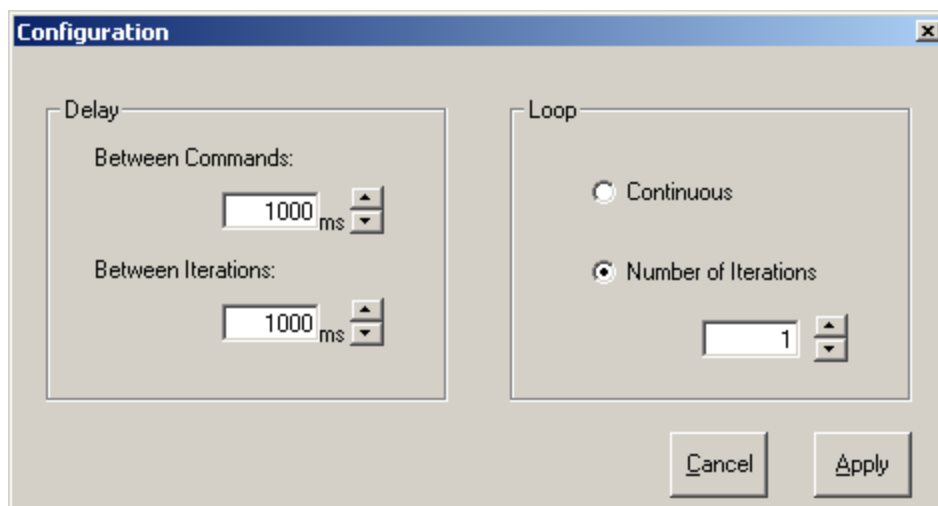 Configuration
Delay
Between Commands:
1000 ms
Between Iterations:
1000 ms
Loop
Continuous
Number of Iterations
1
Cancel
Apply